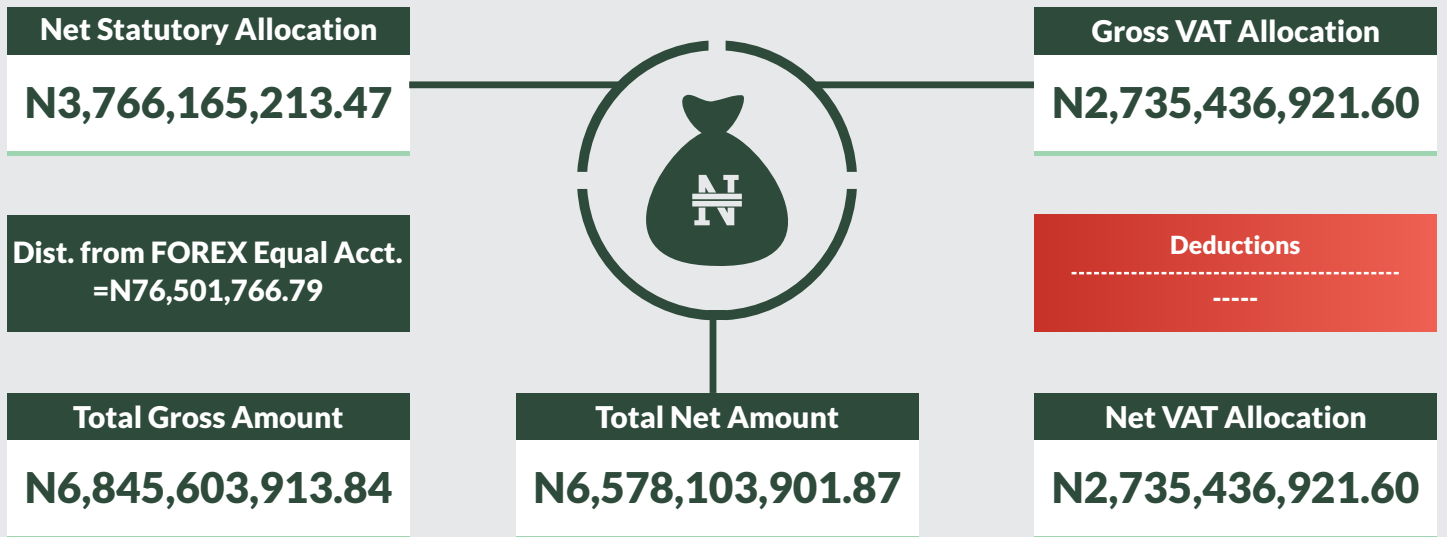 Net Statutory Allocation
N3,766,165,213.47
Gross VAT Allocation
N2,735,436,921.60
₦
Dist. from FOREX Equal Acct.
=N76,501,766.79
Deductions
--------------------------------------------
-----
Total Gross Amount
N6,845,603,913.84
Total Net Amount
N6,578,103,901.87
Net VAT Allocation
N2,735,436,921.60